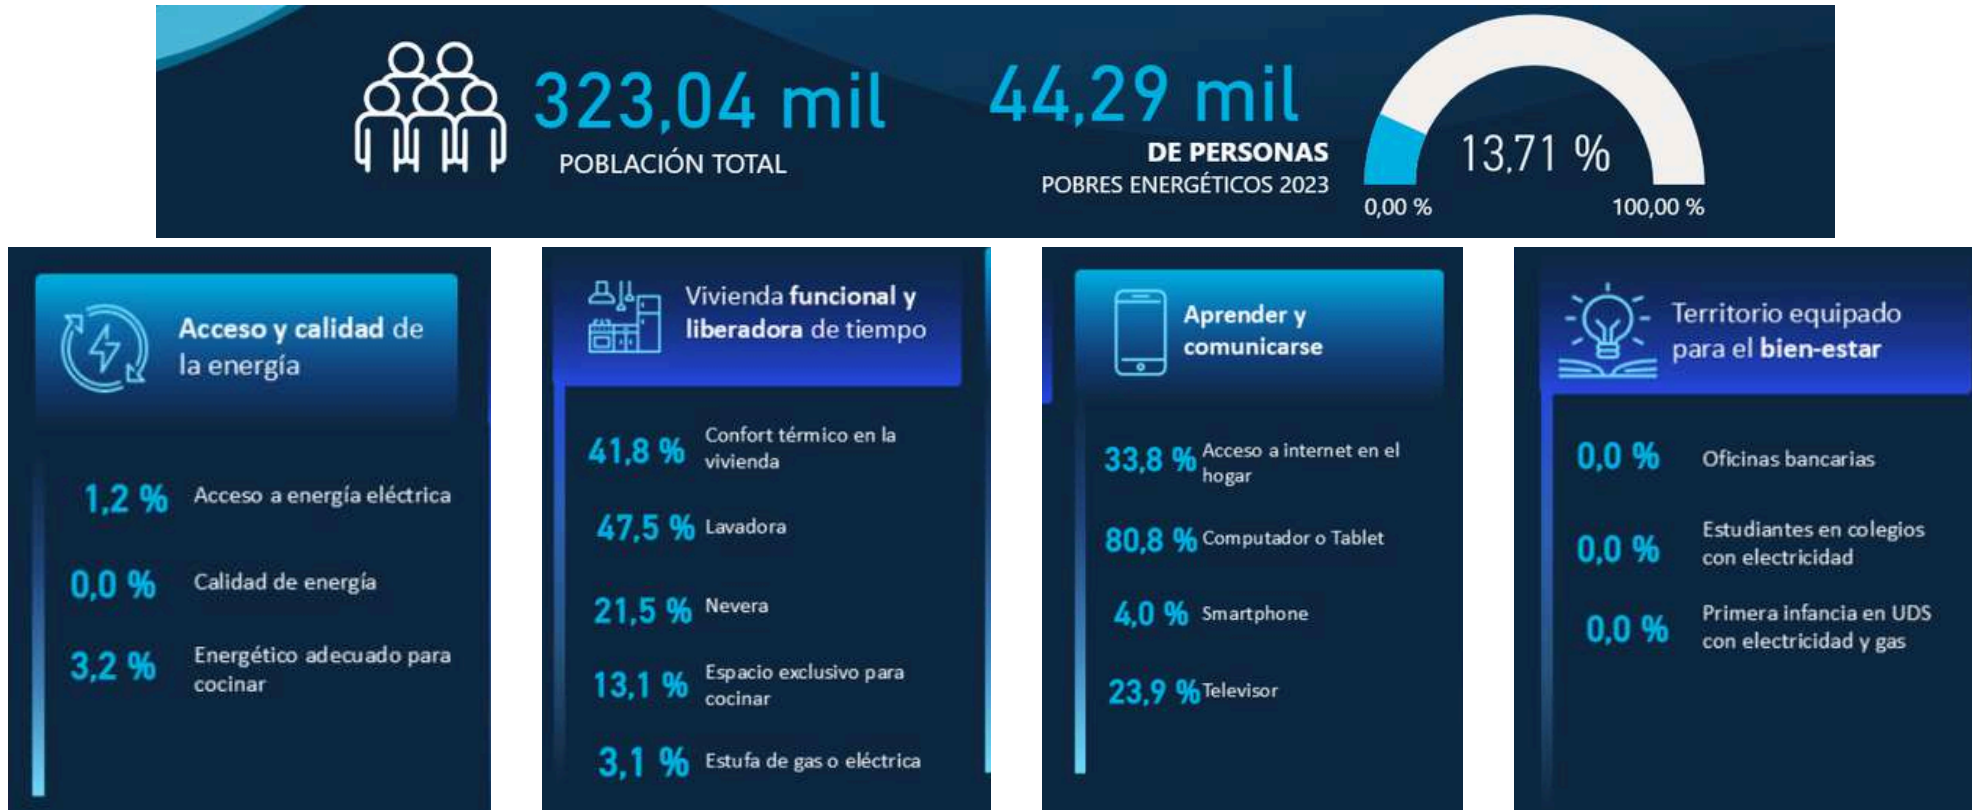 323,04 mil
POBLACIÓN TOTAL
44,29 mil
DE PERSONAS
POBRES ENERGÉTICOS 2023
13,71 %
0,00 %
100,00 %
Acceso y calidad de
la energía
1,2 % Acceso a energía eléctrica
0,0 % Calidad de energía
3,2 % Energético adecuado para
cocinar
Vivienda funcional y
liberadora de tiempo
41,8 % Confort térmico en la
vivienda
47,5 % Lavadora
21,5 % Nevera
13,1 % Espacio exclusivo para
cocinar
3,1 % Estufa de gas o eléctrica
Aprender y
comunicarse
33,8 % Acceso a internet en el
hogar
80,8 % Computador o Tablet
4,0 % Smartphone
23,9 % Televisor
Territorio equipado
para el bien-estar
0,0 % Oficinas bancarias
0,0 % Estudiantes en colegios
con electricidad
0,0 % Primera infancia en UDS
con electricidad y gas